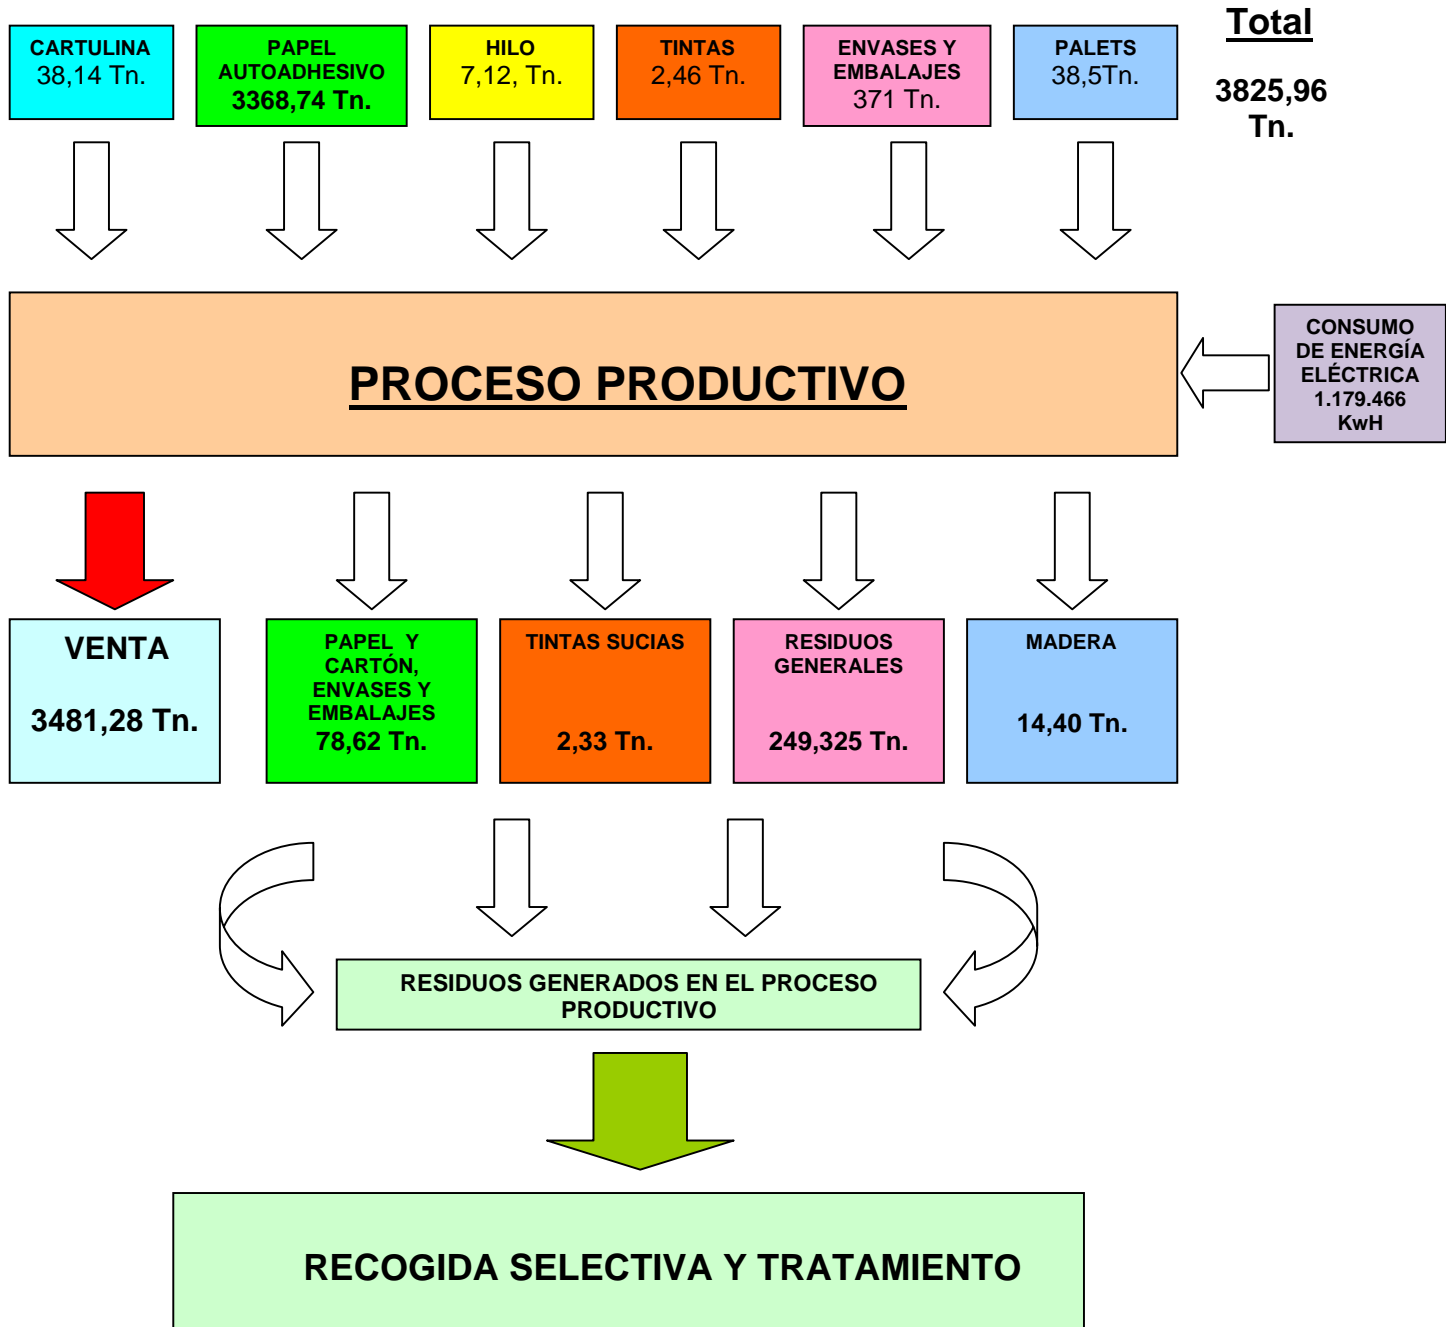 CARTULINA
38,14 Tn.
PAPEL
AUTOADHESIVO
3368,74 Tn.
HILO
7,12, Tn.
TINTAS
2,46 Tn.
ENVASES Y
EMBALAJES
371 Tn.
PALETS
38,5Tn.
Total
3825,96
Tn.
PROCESO PRODUCTIVO
CONSUMO
DE ENERGÍA
ELÉCTRICA
1.179.466
KwH
VENTA
3481,28 Tn.
PAPEL Y
CARTÓN,
ENVASES Y
EMBALAJES
78,62 Tn.
TINTAS SUCIAS
2,33 Tn.
RESIDUOS
GENERALES
249,325 Tn.
MADERA
14,40 Tn.
RESIDUOS GENERADOS EN EL PROCESO
PRODUCTIVO
RECOGIDA SELECTIVA Y TRATAMIENTO